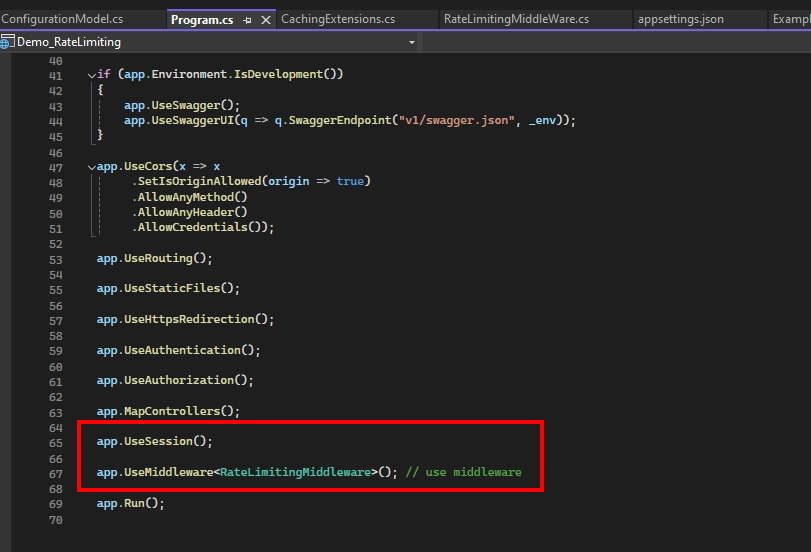 ConfigurationModel.cs Program.cs CachingExtensions.cs RateLimitingMiddleWare.cs appsettings.json Exampl
Demo_RateLimiting
40
41 if (app.Environment.IsDevelopment())
42 {
43 app.UseSwagger();
44 app.UseSwaggerUI(q => q.SwaggerEndpoint("v1/swagger.json", _env));
45 }
46
47 app.UseCors(x => x
48 .SetIsOriginAllowed(origin => true)
49 .AllowAnyMethod()
50 .AllowAnyHeader()
51 .AllowCredentials());
52
53 app.UseRouting();
54
55 app.UseStaticFiles();
56
57 app.UseHttpsRedirection();
58
59 app.UseAuthentication();
60
61 app.UseAuthorization();
62
63 app.MapControllers();
64
65 app.UseSession();
66
67 app.UseMiddleware<RateLimitingMiddleware>(); // use middleware
68
69 app.Run();
70